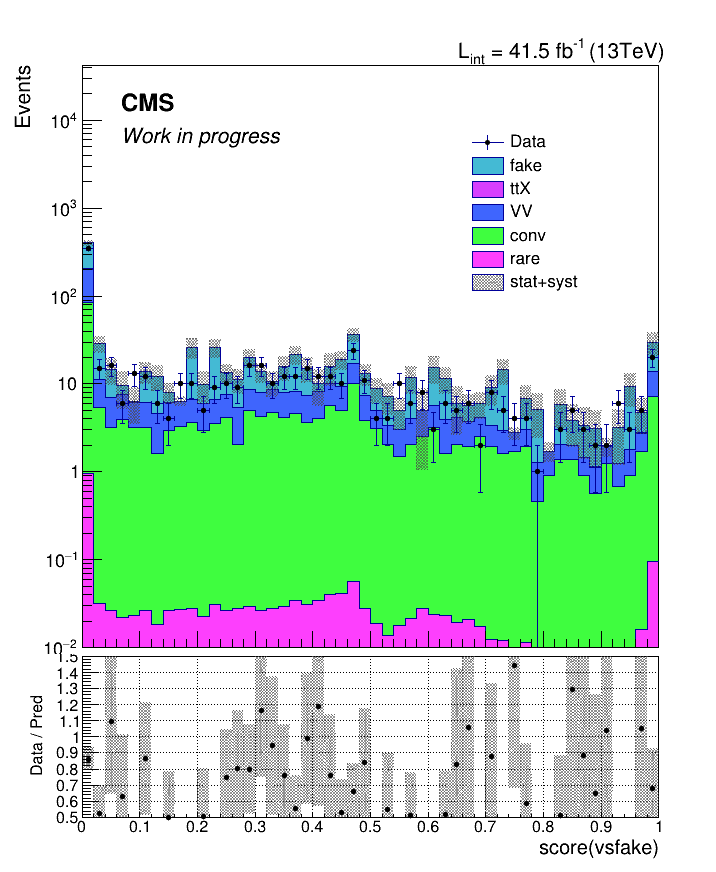 L_int = 41.5 fb^-1 (13TeV)
Events
CMS
Work in progress
Data
fake
ttX
VV
conv
rare
stat+syst
10^4
10^3
10^2
10
1
10^-1
10^-2
Data / Pred
1.5
1.4
1.3
1.2
1.1
1
0.9
0.8
0.7
0.6
0.5
0 0.1 0.2 0.3 0.4 0.5 0.6 0.7 0.8 0.9 1
score(vsfake)